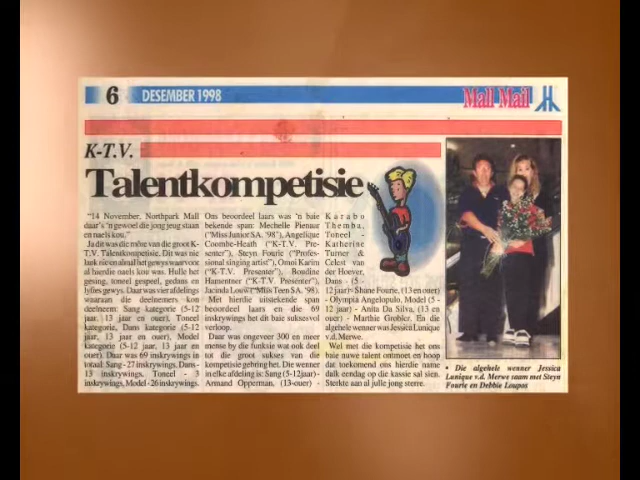 6 DESEMBER 1998
Mall Mail
K-T.V.
Talentkompetisie
"14 November, Northpark Mall
daar's 'n gewoel die jong jeug staan
en naels kou."
Ja dit was die môre van die groot K-
T.V. Talentkompetisie. Dit was nie
al hierdie naels kou was. Hulle het
gesing, toneel gespeel, gedans en
lyfies gewys. Daar was vier afdelings
waaraan die deelnemers kon
deelneem: Sang kategorie (5-12
jaar, 13 jaar en ouer), Toneel
kategorie, Dans kategorie (5-12
jaar, 13 jaar en ouer), Model
kategorie (5-12 jaar, 13 jaar en
ouer). Daar was 69 inskrywings in
totaal: Sang - 27 inskrywings, Dans -
13 inskrywings, Toneel - 3
inskrywings, Model - 26 inskrywings.
Ons beoordeel laars was 'n baie
bekende span: Mechelle Pienaar
("Miss Junior SA. '98"), Angelique
Coombe-Heath ("K-T.V. Pre-
senter"), Steyn Fourie ("Profes-
sional singing artist"), Omoi Karim
("K-T.V. Presenter"), Boudine
Hamentner ("K-T.V. Presenter"),
Jacinda Louw ("Miss Teen SA. '98).
Met hierdie uitstekende span
beoordeel laars en die 69
inskrywings het dit baie suksesvol
verloop.
Daar was ongeveer 300 en meer
mense by die funksie wat ook deel
tot die groot sukses van die
kompetisie gebring het. Die wenner
in elke afdeling is: Sang (5-12jaar) -
Armand Opperman, (13-ouer) -
Karabo
Themba,
Toneel -
Katherine
Turner &
Celest van
der Hoever,
Dans - (5 -
12 jaar)- Shane Fourie, (13 en ouer)
- Olympia Angelopulo, Model (5 -
12 jaar) - Anita Da Silva, (13 en
ouer) - Marthie Grobler. En die
algehele wenner was Jessica Lunique
v.d. Merwe.
Wel met die kompetisie het ons
baie nuwe talent ontmoet en hoop
dat toekomend ons hierdie name
dalk eendag op die kassie sal sien.
Sterkte aan al julle jong sterre.
• Die algehele wenner Jessica
Lunique v.d. Merwe saam met Steyn
Fourie en Debbie Loupos